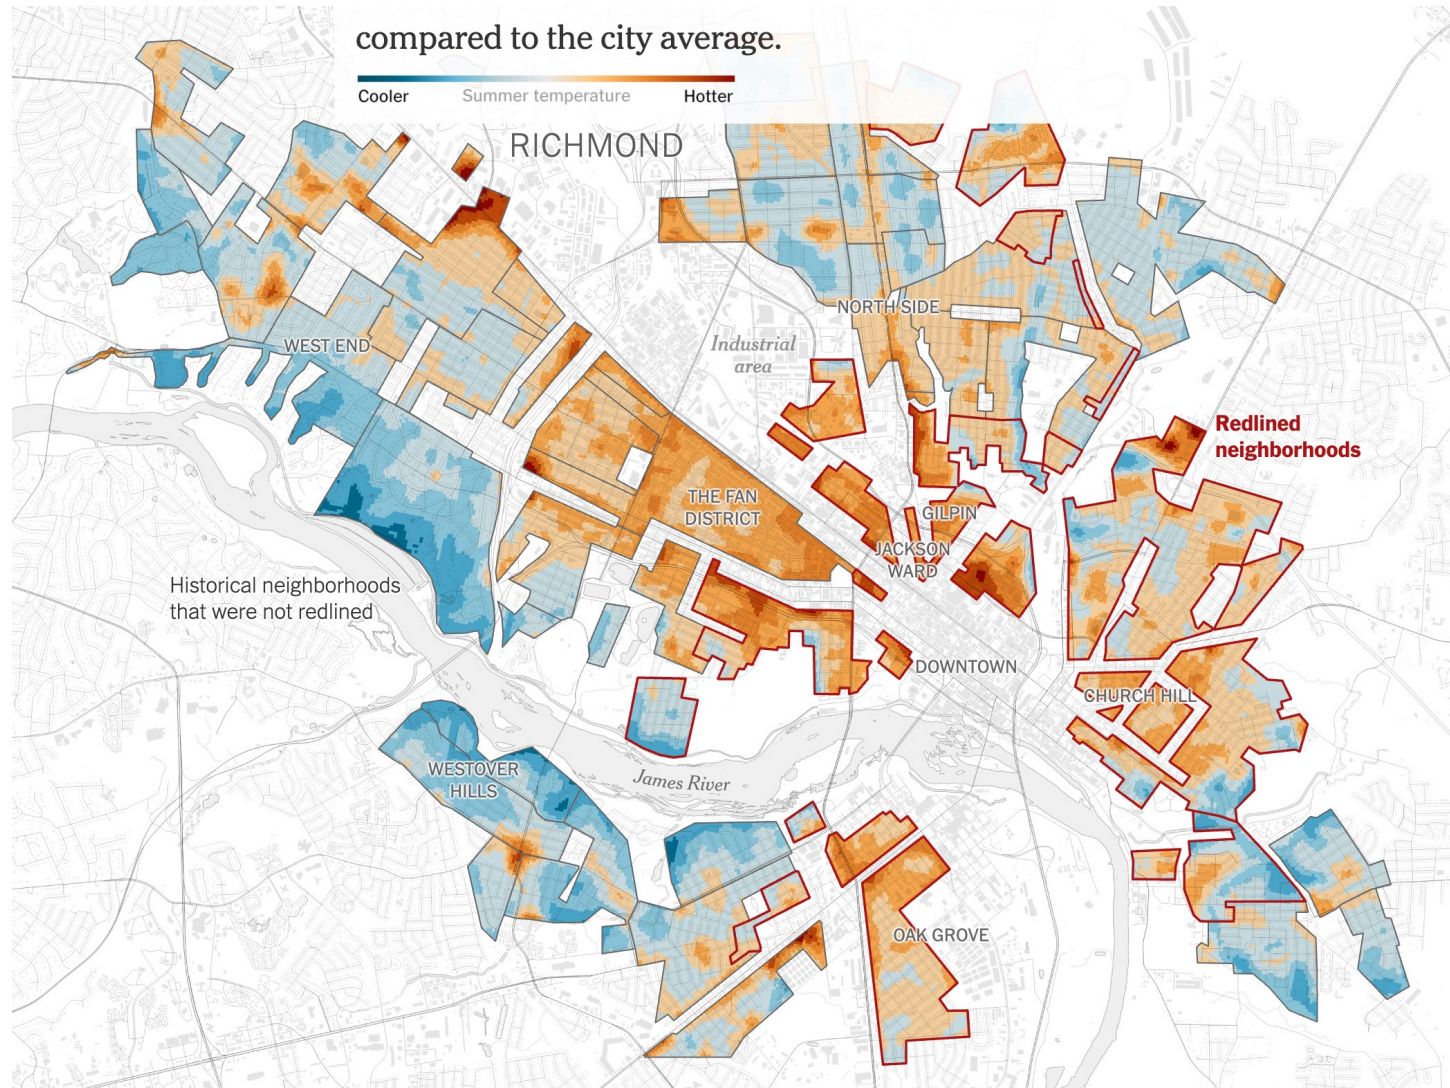 compared to the city average.
Cooler
Summer temperature
Hotter
RICHMOND
NORTH SIDE
Industrial
area
WEST END
Redlined
neighborhoods
THE FAN
DISTRICT
GILPIN
JACKSON
WARD
Historical neighborhoods
that were not redlined
DOWNTOWN
CHURCH HILL
WESTOVER
HILLS
James River
OAK GROVE